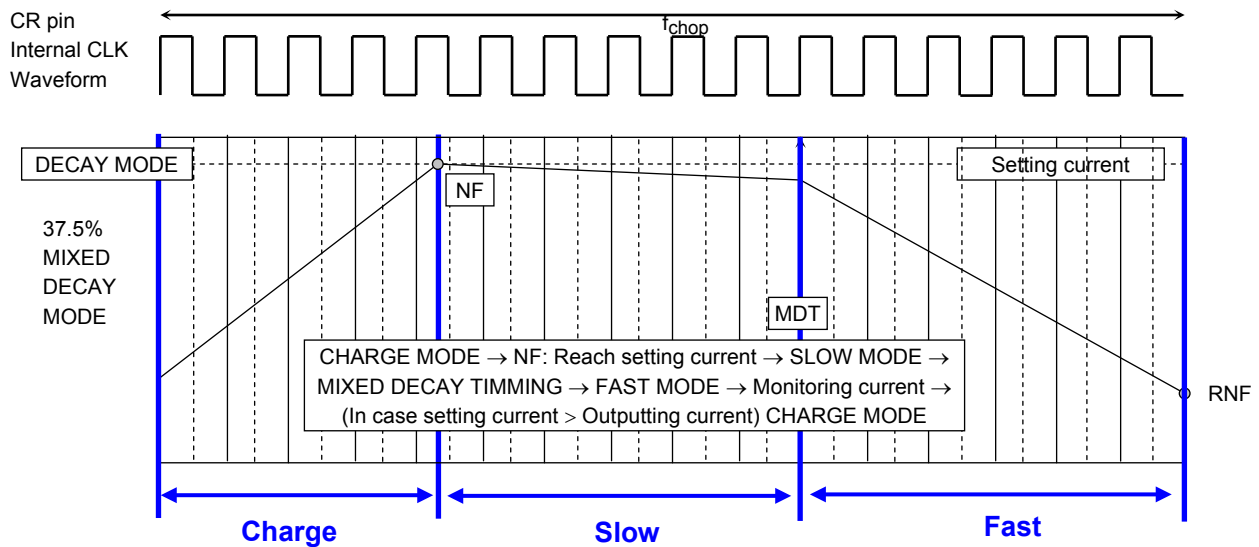 CR pin
Internal CLK
Waveform
fchop
DECAY MODE
Setting current
NF
37.5%
MIXED
DECAY
MODE
MDT
CHARGE MODE → NF: Reach setting current → SLOW MODE →
MIXED DECAY TIMMING → FAST MODE → Monitoring current →
(In case setting current > Outputting current) CHARGE MODE
RNF
Charge
Slow
Fast